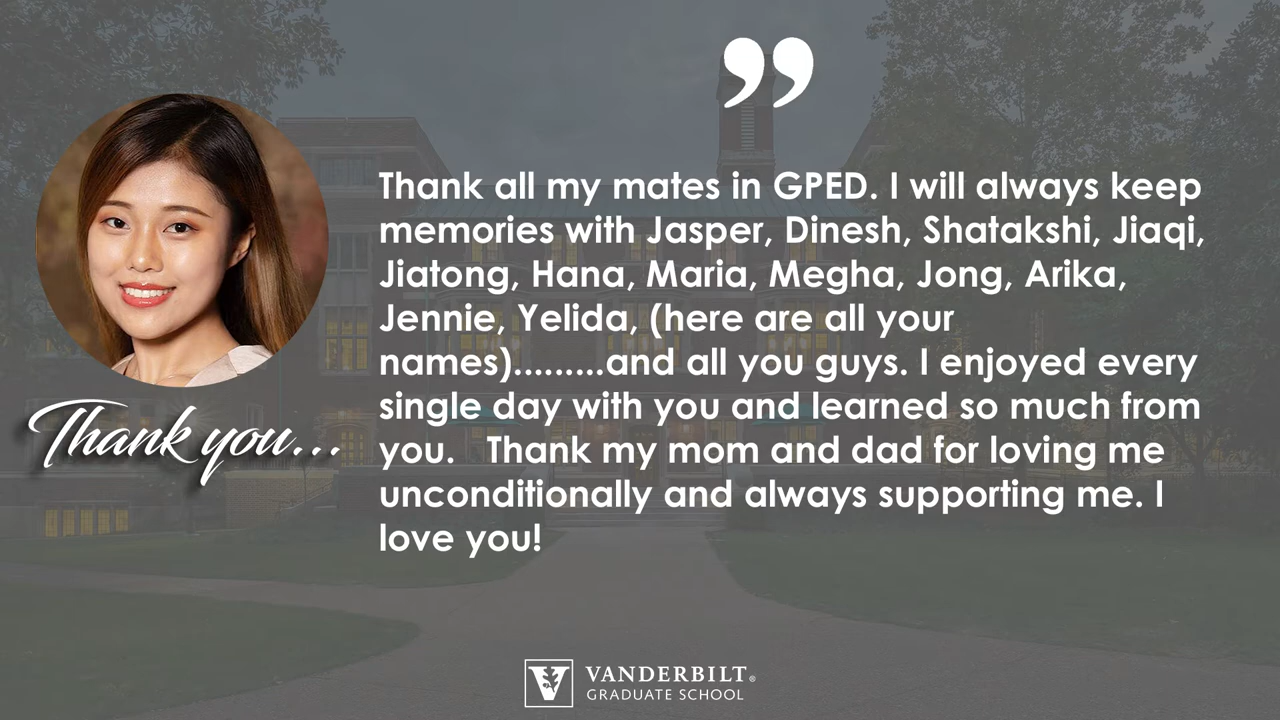 ”
Thank all my mates in GPED. I will always keep
memories with Jasper, Dinesh, Shatakshi, Jiaqi,
Jiatong, Hana, Maria, Megha, Jong, Arika,
Jennie, Yelida, (here are all your
names).........and all you guys. I enjoyed every
single day with you and learned so much from
you.   Thank my mom and dad for loving me
unconditionally and always supporting me. I
love you!
Thank you...
V VANDERBILT®
GRADUATE SCHOOL